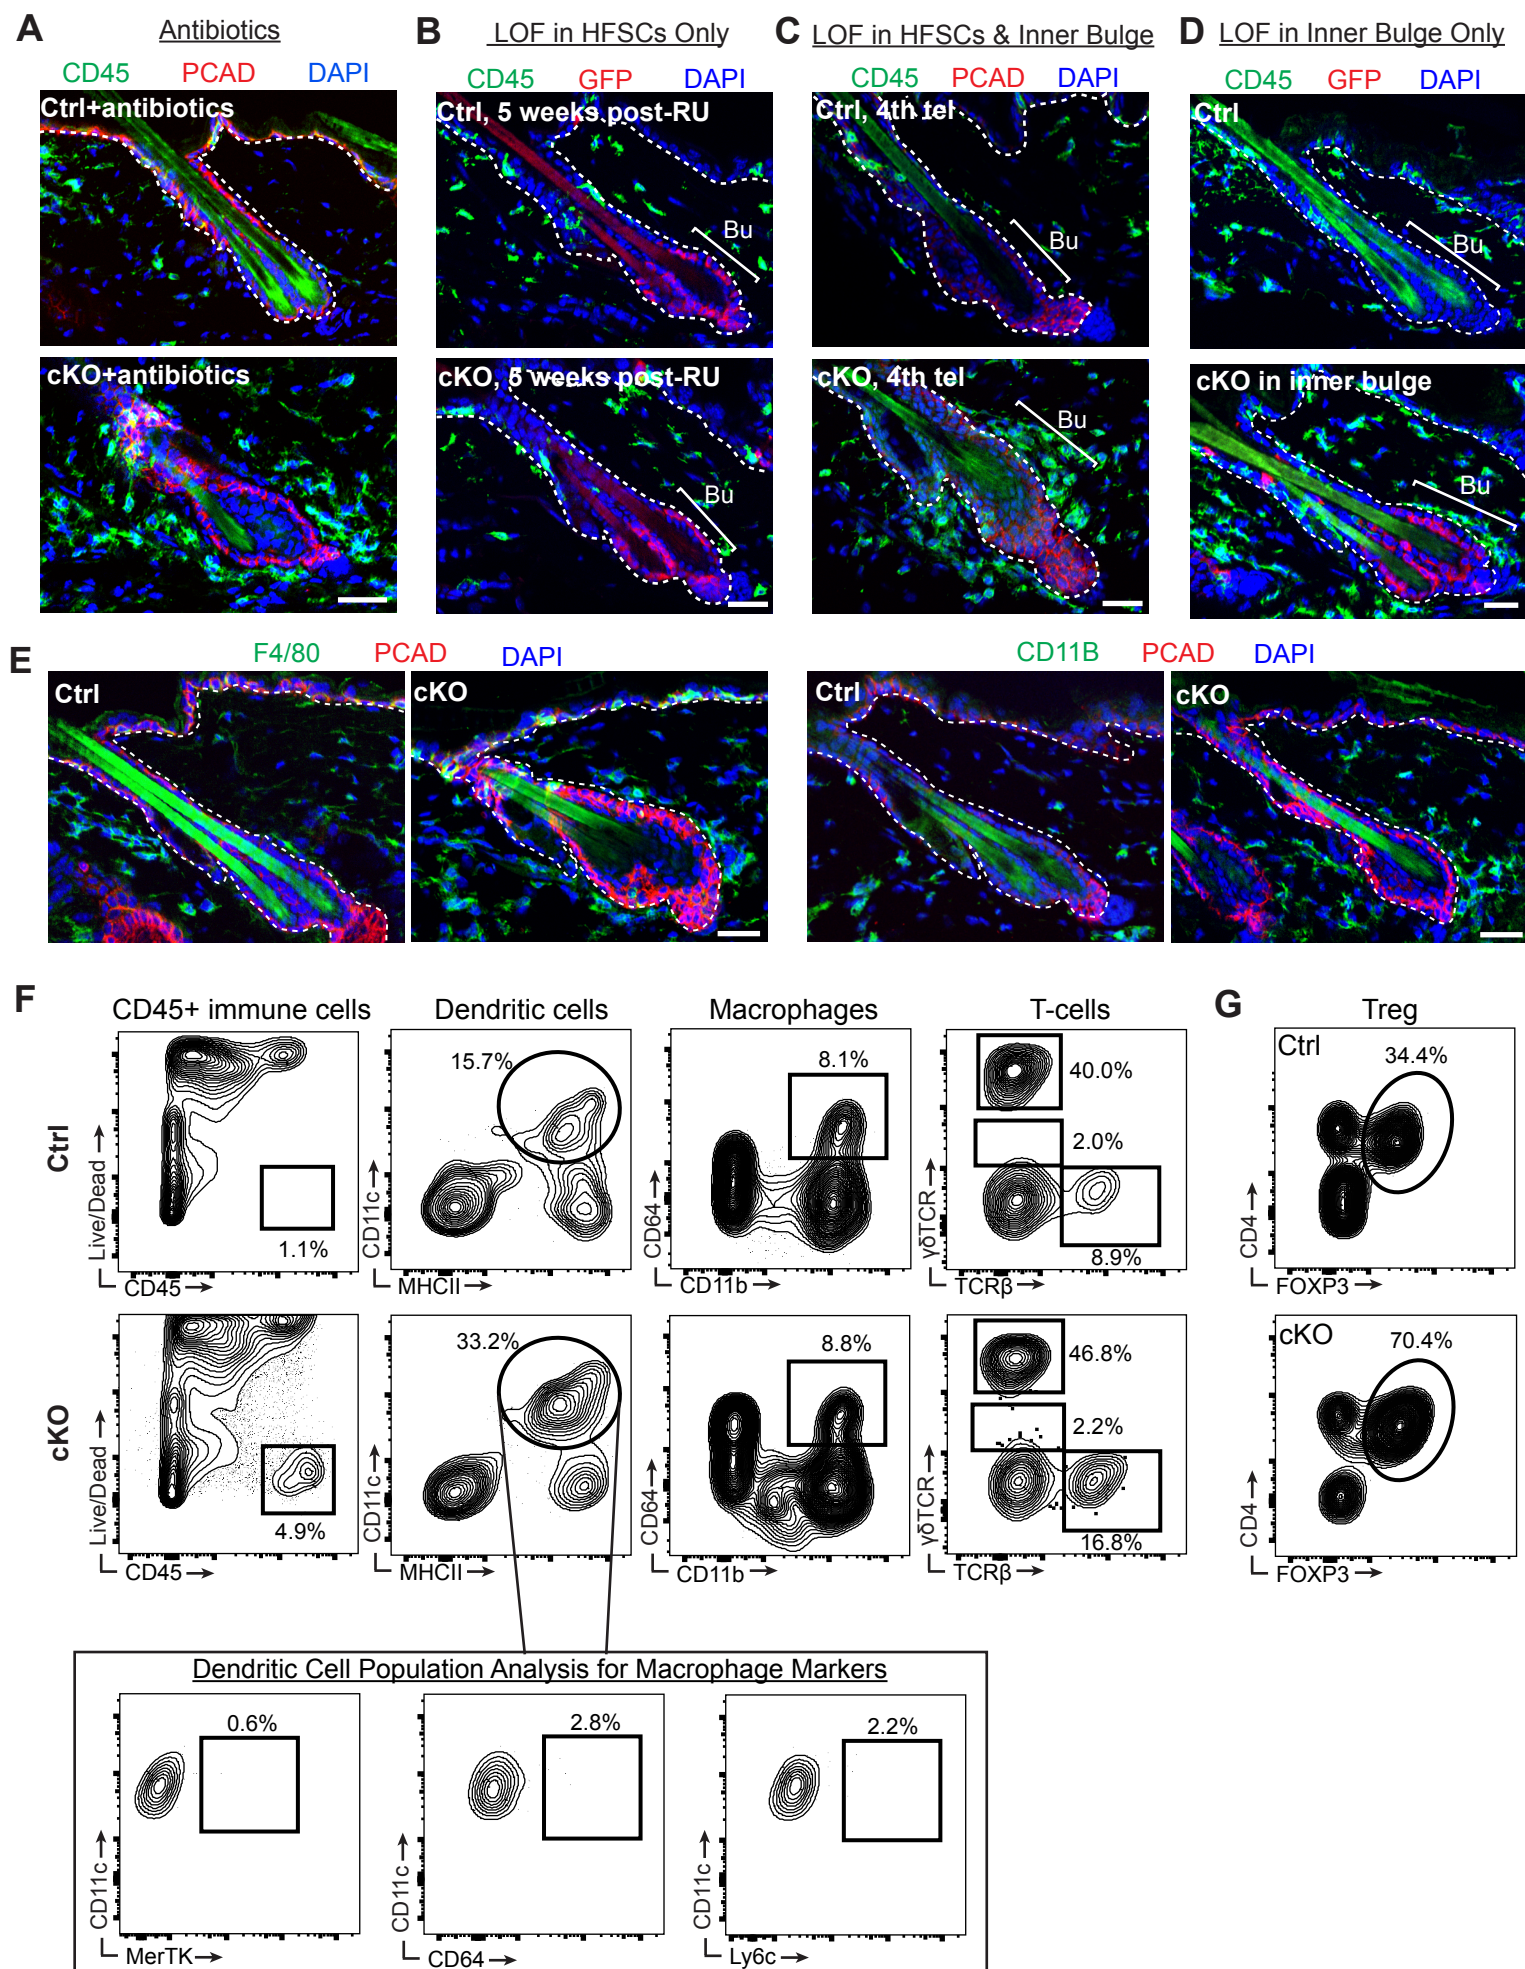 A Antibiotics
CD45 PCAD DAPI
Ctrl+antibiotics
cKO+antibiotics
B LOF in HFSCs Only
CD45 GFP DAPI
Ctrl, 5 weeks post-RU
Bu
cKO, 5 weeks post-RU
Bu
C LOF in HFSCs & Inner Bulge
CD45 PCAD DAPI
Ctrl, 4th tel
Bu
cKO, 4th tel
Bu
D LOF in Inner Bulge Only
CD45 GFP DAPI
Ctrl
Bu
cKO in inner bulge
Bu
E
F4/80 PCAD DAPI
Ctrl
cKO
CD11B PCAD DAPI
Ctrl
cKO
F
CD45+ immune cells
Dendritic cells
Macrophages
T-cells
Ctrl
Live/Dead
1.1%
CD45
15.7%
CD11c
MHCII
8.1%
CD64
CD11b
40.0%
2.0%
8.9%
γδTCR
TCRβ
cKO
Live/Dead
4.9%
CD45
33.2%
CD11c
MHCII
8.8%
CD64
CD11b
46.8%
2.2%
16.8%
γδTCR
TCRβ
G Treg
Ctrl
34.4%
CD4
FOXP3
cKO
70.4%
CD4
FOXP3
Dendritic Cell Population Analysis for Macrophage Markers
0.6%
CD11c
MerTK
2.8%
CD11c
CD64
2.2%
CD11c
Ly6c